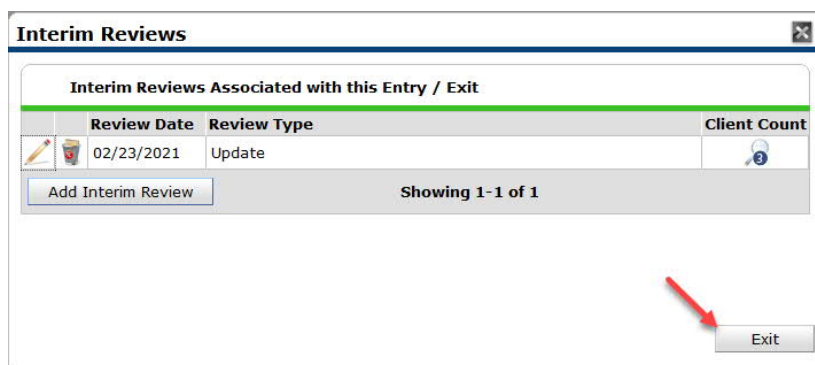 Interim Reviews
Interim Reviews Associated with this Entry / Exit
Review Date Review Type Client Count
02/23/2021 Update 3
Add Interim Review Showing 1-1 of 1
Exit